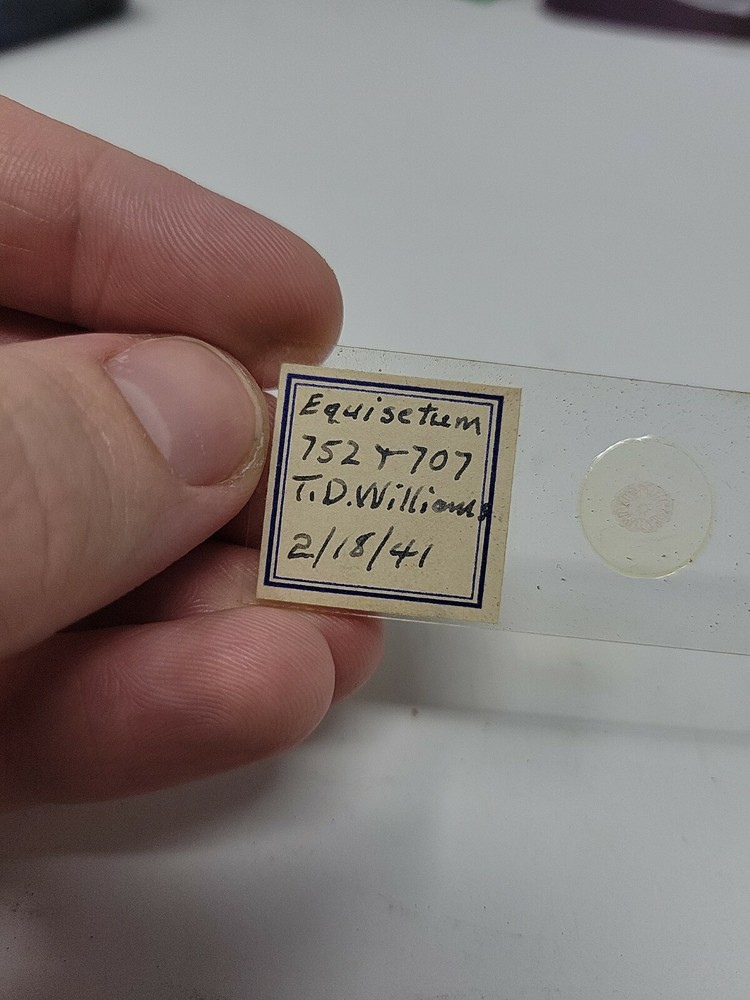 Equisetum
752 + 707
T.D. Williams
2/18/41